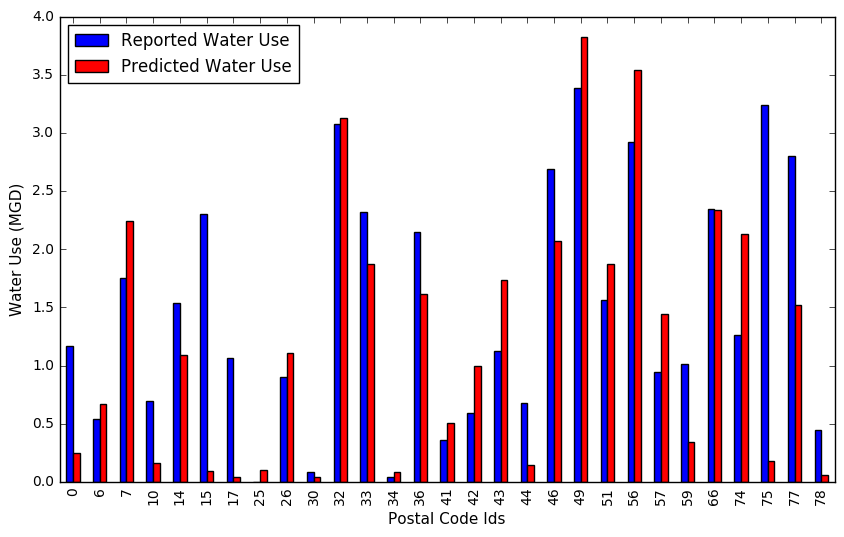 4.0
3.5
3.0
2.5
2.0
1.5
1.0
0.5
0.0
Water Use (MGD)
Reported Water Use
Predicted Water Use
0 6 7 10 14 15 17 25 26 30 32 33 34 36 41 42 43 44 46 49 51 56 57 59 66 74 75 77 78
Postal Code Ids